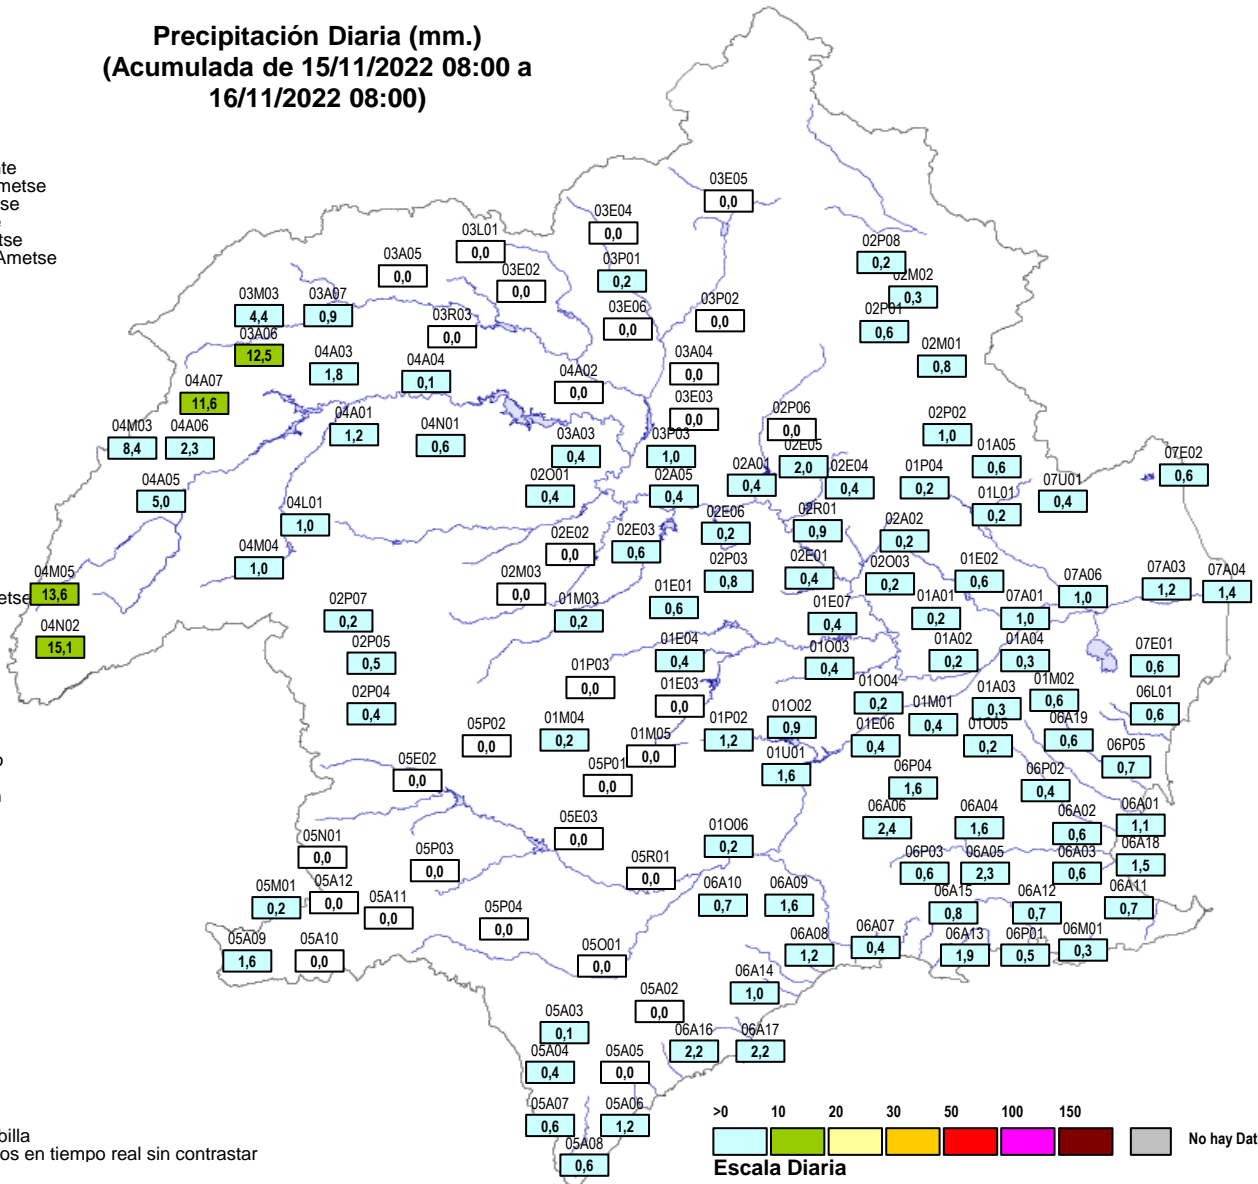 Precipitación Diaria (mm.)
(Acumulada de 15/11/2022 08:00 a
16/11/2022 08:00)
nte
metse
tse
e
tse
Ametse
03E05
0,0
03E04
0,0
03L01
0,0
03A05
0,0
03E02
0,0
03P01
0,2
02P08
0,2
02M02
0,3
03M03
4,4
03A07
0,9
03R03
0,0
03E06
0,0
03P02
0,0
02P01
0,6
03A06
12,5
04A03
1,8
04A04
0,1
04A02
0,0
03A04
0,0
02M01
0,8
04A07
11,6
03E03
0,0
04M03
8,4
04A06
2,3
04A01
1,2
04N01
0,6
03A03
0,4
03P03
1,0
02P06
0,0
02P02
1,0
02E05
2,0
01A05
0,6
07E02
0,6
04A05
5,0
02O01
0,4
02A05
0,4
02A01
0,4
02E04
0,4
01P04
0,2
07U01
0,4
04L01
1,0
01L01
0,2
02E06
0,2
02R01
0,9
02A02
0,2
04M04
1,0
02E02
0,0
02E03
0,6
04M05
13,6
etse
02M03
0,0
02P03
0,8
02E01
0,4
02O03
0,2
01E02
0,6
07A06
1,0
07A03
1,2
07A04
1,4
02P07
0,2
01M03
0,2
01E01
0,6
01E07
0,4
01A01
0,2
07A01
1,0
04N02
15,1
02P05
0,5
01E04
0,4
01O03
0,4
01A02
0,2
01A04
0,3
07E01
0,6
01P03
0,0
01E03
0,0
01O04
0,2
01A03
0,3
01M02
0,6
06L01
0,6
02P04
0,4
05P02
0,0
01M04
0,2
01M05
0,0
01P02
1,2
01O02
0,9
01E06
0,4
01M01
0,4
01O05
0,2
06A19
0,6
06P05
0,7
o
05E02
0,0
05P01
0,0
01U01
1,6
06P04
1,6
06P02
0,4
05E03
0,0
01O06
0,2
06A06
2,4
06A04
1,6
06A02
0,6
06A01
1,1
05N01
0,0
05P03
0,0
05R01
0,0
06P03
0,6
06A05
2,3
06A03
0,6
06A18
1,5
05M01
0,2
05A12
0,0
05A11
0,0
05P04
0,0
06A10
0,7
06A09
1,6
06A15
0,8
06A12
0,7
06A11
0,7
05A09
1,6
05A10
0,0
05O01
0,0
06A08
1,2
06A07
0,4
06A13
1,9
06P01
0,5
06M01
0,3
06A14
1,0
05A02
0,0
05A03
0,1
06A16
2,2
06A17
2,2
05A04
0,4
05A05
0,0
05A07
0,6
05A06
1,2
05A08
0,6
>0 10 20 30 50 100 150
No hay Dat
Escala Diaria
billa
os en tiempo real sin contrastar